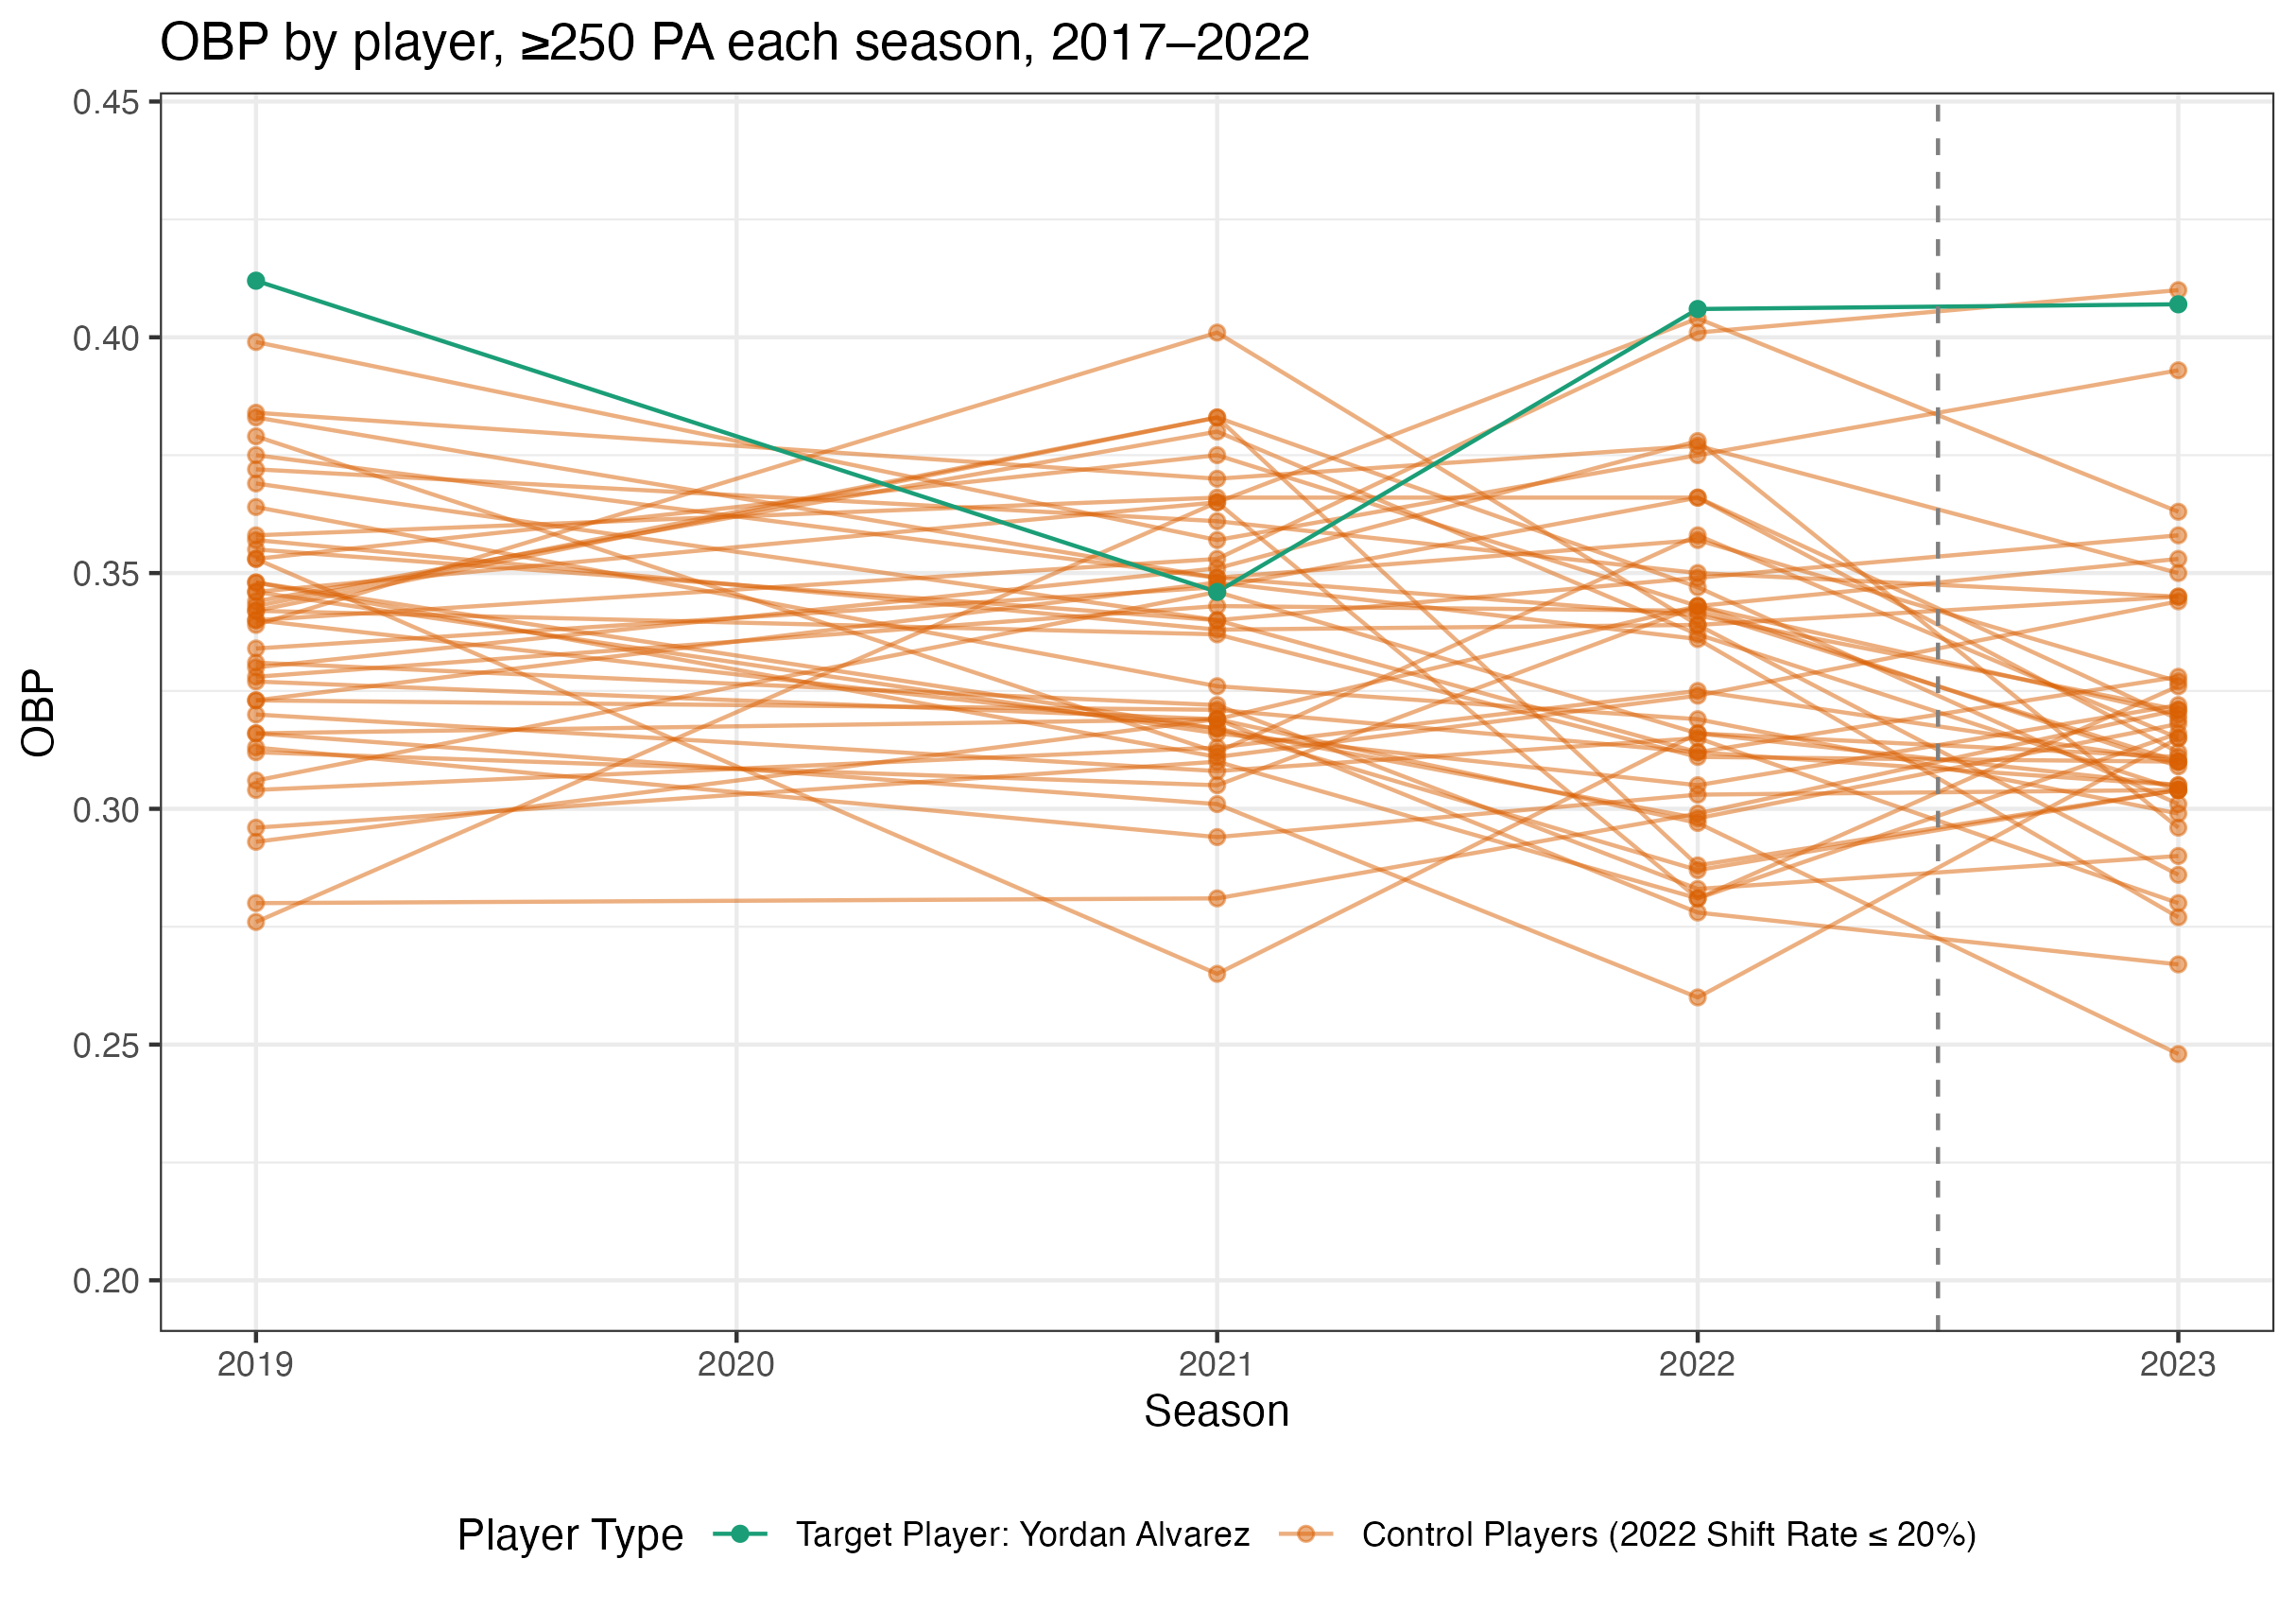 OBP by player, ≥250 PA each season, 2017–2022
0.45
0.40
0.35
0.30
0.25
0.20
OBP
2019 2020 2021 2022 2023
Season
Player Type Target Player: Yordan Alvarez Control Players (2022 Shift Rate ≤ 20%)